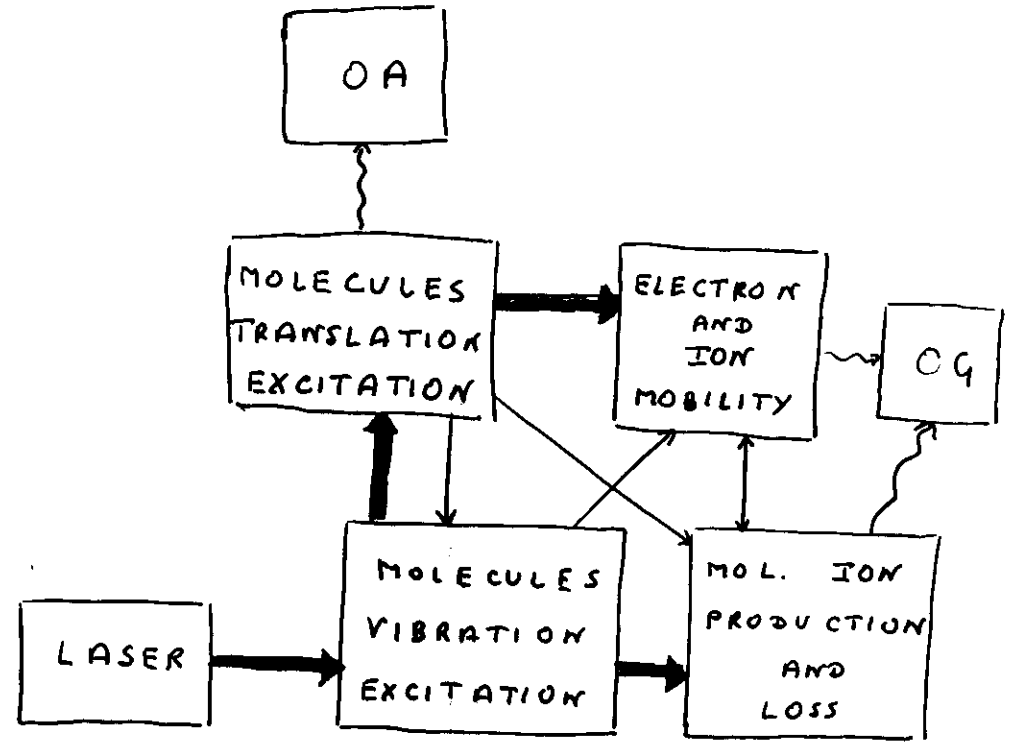 OA
MOLECULES
TRANSLATION
EXCITATION
ELECTRON
AND
ION
MOBILITY
OG
LASER
MOLECULES
VIBRATION
EXCITATION
MOL. ION
PRODUCTION
AND
LOSS